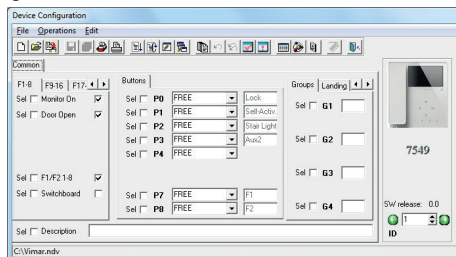 Device Configuration
File Operations Edit
Common
F1-8 F9-16 F17-
Sel Monitor On
Sel Door Open
Sel F1/F2 1-8
Sel Switchboard
Buttons
Sel P0 FREE Lock
Sel P1 FREE Self-Activ.
Sel P2 FREE Stair Light
Sel P3 FREE Aux2
Sel P4 FREE
Sel P7 FREE F1
Sel P8 FREE F2
Groups Landing
Sel G1
Sel G2
Sel G3
Sel G4
7549
SW release: 0.0
1
ID
Sel Description
C:\Vimar.ndv